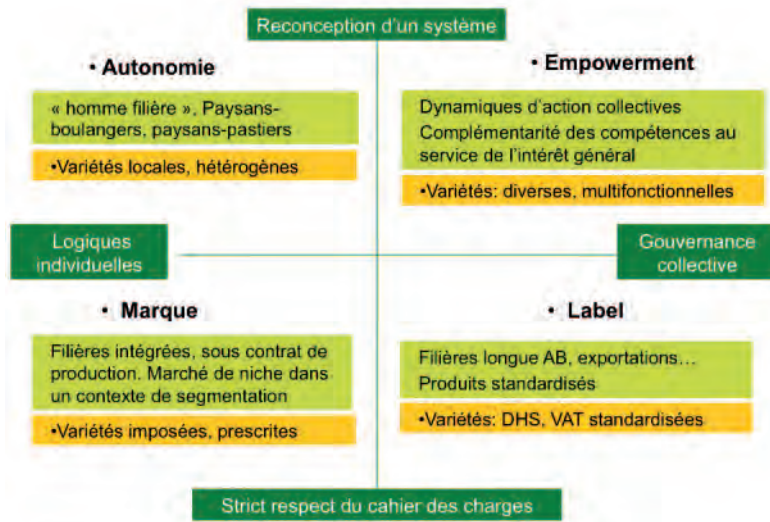 Reconception d'un système
• Autonomie
« homme filière », Paysans-
boulangers, paysans-pastiers
•Variétés locales, hétérogènes
• Empowerment
Dynamiques d'action collectives
Complémentarité des compétences au
service de l'intérêt général
•Variétés: diverses, multifonctionnelles
Logiques
individuelles
Gouvernance
collective
• Marque
Filières intégrées, sous contrat de
production. Marché de niche dans
un contexte de segmentation
•Variétés imposées, prescrites
• Label
Filières longue AB, exportations...
Produits standardisés
•Variétés: DHS, VAT standardisées
Strict respect du cahier des charges